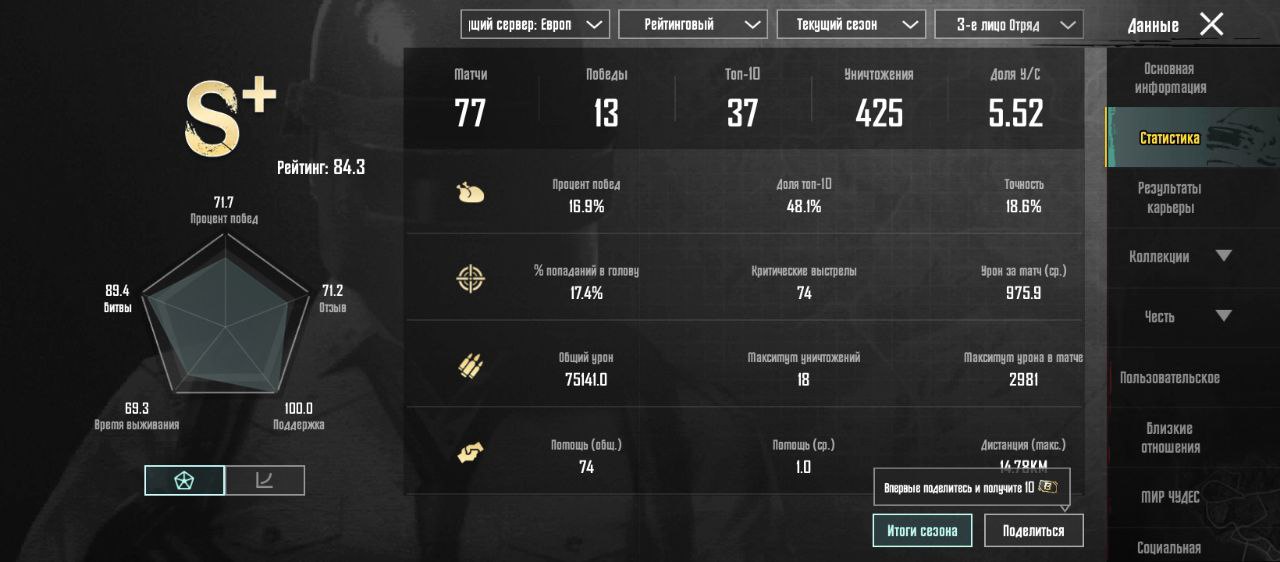 щий сервер: Европ
Рейтинговый
Текущий сезон
3-е лицо Отряд
Данные
S+
Рейтинг: 84.3
71.7
Процент побед
89.4
Битвы
71.2
Отзыв
69.3
Время выживания
100.0
Поддержка
Матчи
Победы
Топ-10
Уничтожения
Доля У/С
77
13
37
425
5.52
Процент побед
Доля топ-10
Точность
16.9%
48.1%
18.6%
% попаданий в голову
Критические выстрелы
Урон за матч (ср.)
17.4%
74
975.9
Общий урон
Максимум уничтожений
Максимум урона в матче
75141.0
18
2981
Помощь (общ.)
Помощь (ср.)
Дистанция (макс.)
74
1.0
14.78КМ
Впервые поделитесь и получите 10
Итоги сезона
Поделиться
Основная
информация
Статистика
Результаты
карьеры
Коллекции
Честь
Пользовательское
Близкие
отношения
МИР ЧУДЕС
Социальная